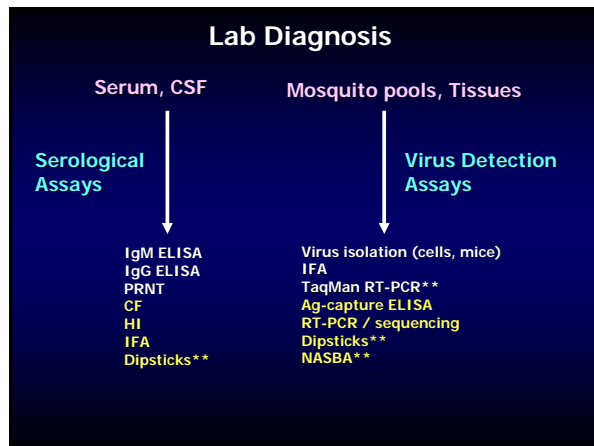 Lab Diagnosis
Serum, CSF
Serological
Assays
IgM ELISA
IgG ELISA
PRNT
CF
HI
IFA
Dipsticks**
Mosquito pools, Tissues
Virus Detection
Assays
Virus isolation (cells, mice)
IFA
TaqMan RT-PCR**
Ag-capture ELISA
RT-PCR / sequencing
Dipsticks**
NASBA**